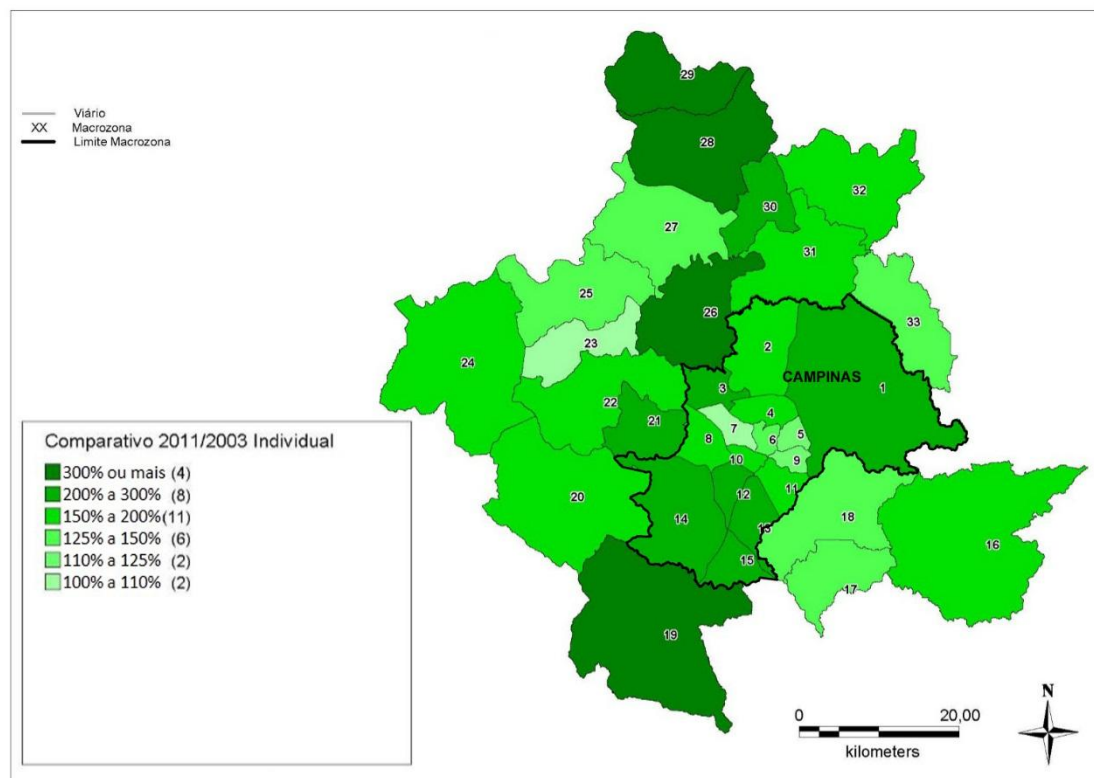 Viário
XX Macrozona
Limite Macrozona
29
28
32
30
27
31
25
26
33
23
2
24
CAMPINAS
1
3
22
4
21
8
7
6
5
10
9
20
12
11
14
18
13
16
15
17
19
Comparativo 2011/2003 Individual
300% ou mais (4)
200% a 300% (8)
150% a 200%(11)
125% a 150% (6)
110% a 125% (2)
100% a 110% (2)
N
0 20,00
kilometers